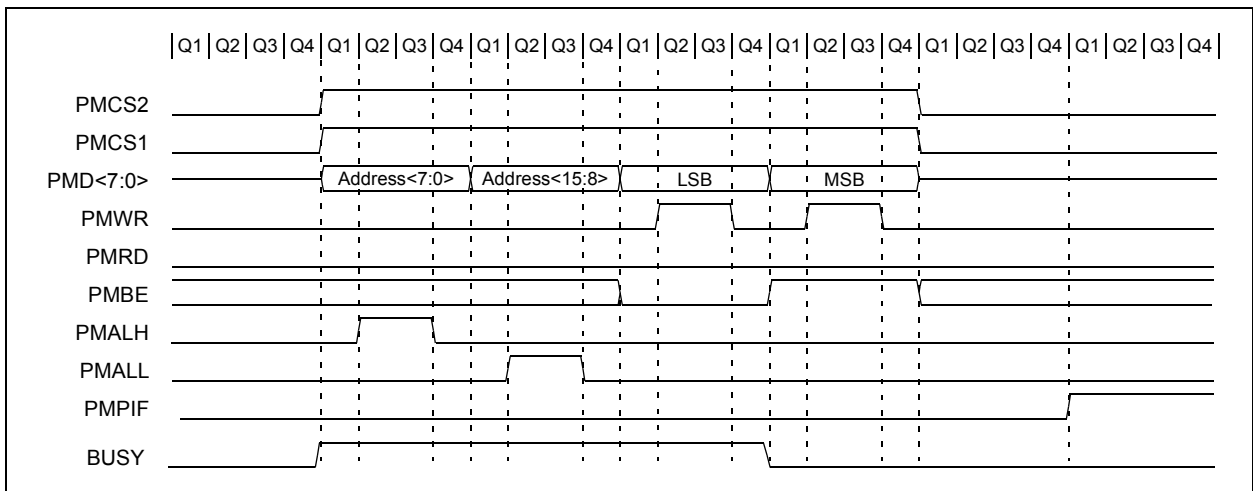 Q1 Q2 Q3 Q4 Q1 Q2 Q3 Q4 Q1 Q2 Q3 Q4 Q1 Q2 Q3 Q4 Q1 Q2 Q3 Q4 Q1 Q2 Q3 Q4 Q1 Q2 Q3 Q4
PMCS2
PMCS1
PMD<7:0> Address<7:0> Address<15:8> LSB MSB
PMWR
PMRD
PMBE
PMALH
PMALL
PMPIF
BUSY